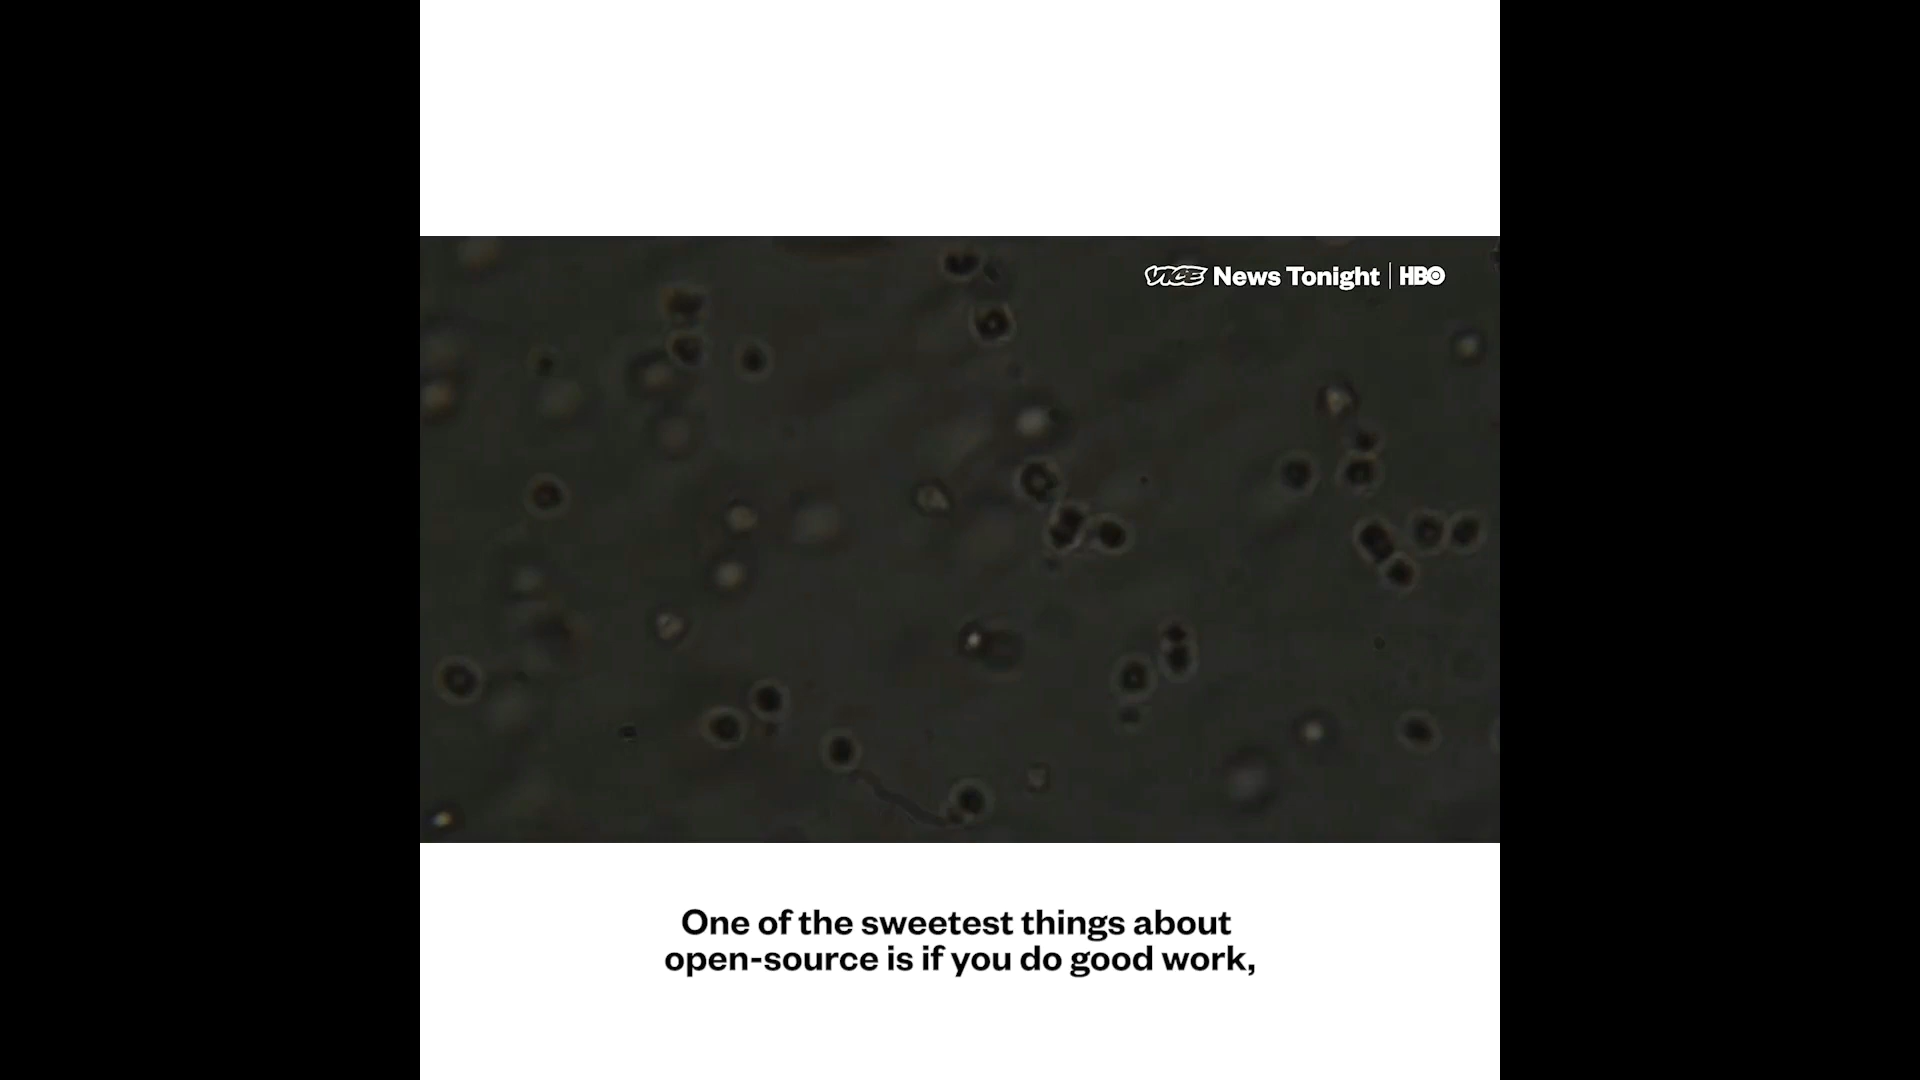 VICE News Tonight | HBO
One of the sweetest things about
open-source is if you do good work,